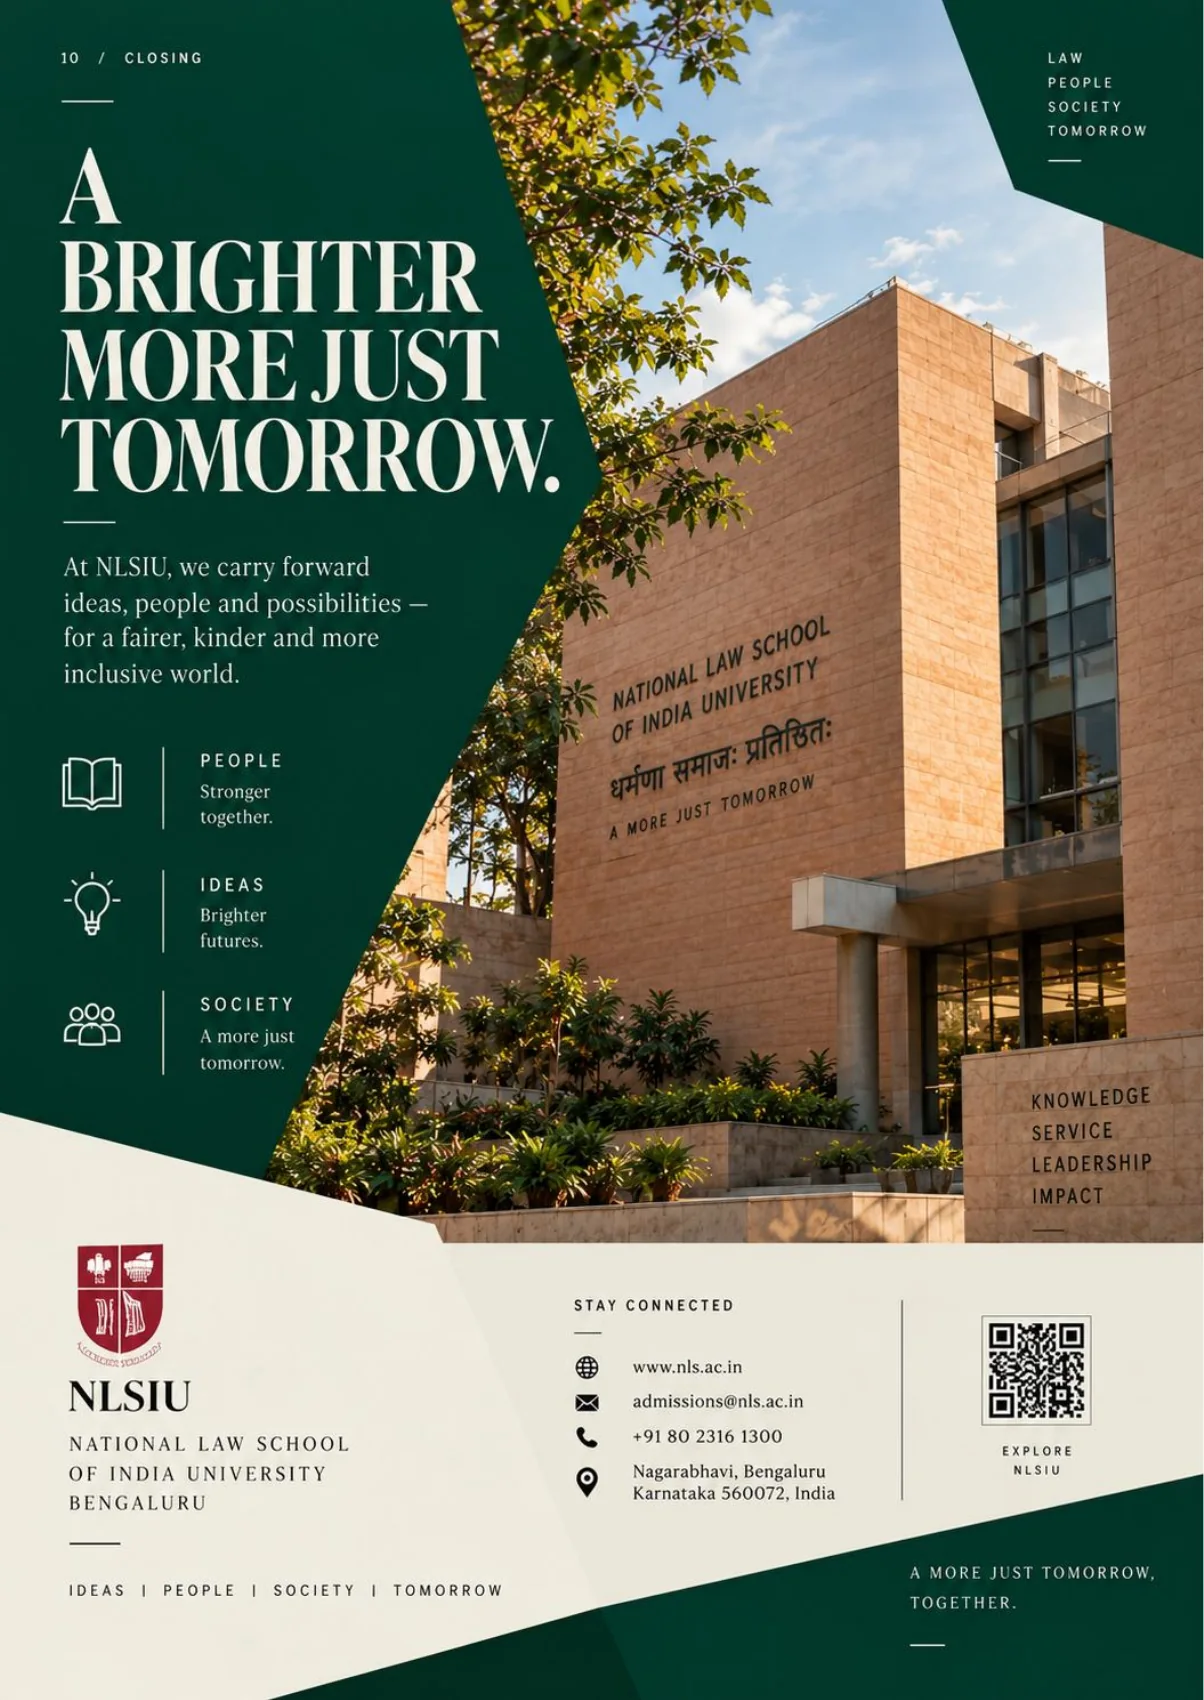 10 / CLOSING
LAW
PEOPLE
SOCIETY
TOMORROW
A
BRIGHTER
MORE JUST
TOMORROW.
At NLSIU, we carry forward
ideas, people and possibilities —
for a fairer, kinder and more
inclusive world.
PEOPLE
Stronger
together.
IDEAS
Brighter
futures.
SOCIETY
A more just
tomorrow.
NATIONAL LAW SCHOOL
OF INDIA UNIVERSITY
धर्मणा समाजः प्रतिष्ठितः
A MORE JUST TOMORROW
KNOWLEDGE
SERVICE
LEADERSHIP
IMPACT
NLSIU
NATIONAL LAW SCHOOL
OF INDIA UNIVERSITY
BENGALURU
IDEAS | PEOPLE | SOCIETY | TOMORROW
STAY CONNECTED
www.nls.ac.in
admissions@nls.ac.in
+91 80 2316 1300
Nagarabhavi, Bengaluru
Karnataka 560072, India
EXPLORE
NLSIU
A MORE JUST TOMORROW,
TOGETHER.